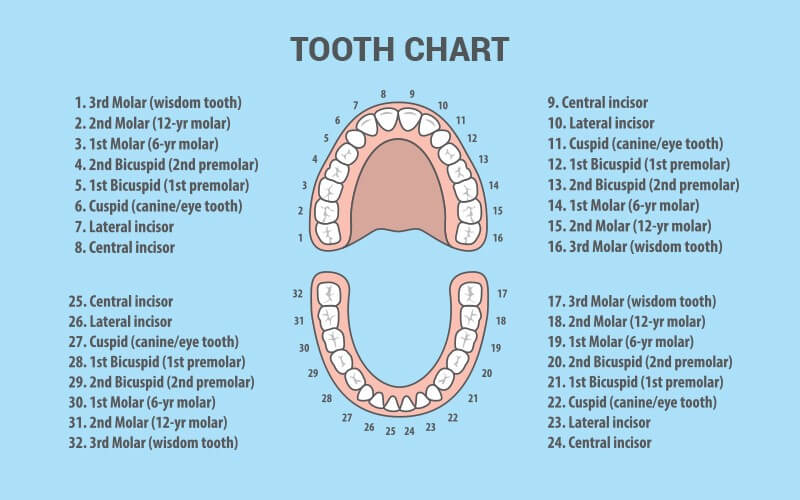 TOOTH CHART
1. 3rd Molar (wisdom tooth)
2. 2nd Molar (12-yr molar)
3. 1st Molar (6-yr molar)
4. 2nd Bicuspid (2nd premolar)
5. 1st Bicuspid (1st premolar)
6. Cuspid (canine/eye tooth)
7. Lateral incisor
8. Central incisor
8
9
7
10
6
11
5
12
4
13
3
14
2
15
1
16
9. Central incisor
10. Lateral incisor
11. Cuspid (canine/eye tooth)
12. 1st Bicuspid (1st premolar)
13. 2nd Bicuspid (2nd premolar)
14. 1st Molar (6-yr molar)
15. 2nd Molar (12-yr molar)
16. 3rd Molar (wisdom tooth)
25. Central incisor
26. Lateral incisor
27. Cuspid (canine/eye tooth)
28. 1st Bicuspid (1st premolar)
29. 2nd Bicuspid (2nd premolar)
30. 1st Molar (6-yr molar)
31. 2nd Molar (12-yr molar)
32. 3rd Molar (wisdom tooth)
32
17
31
18
30
19
29
20
28
21
27
22
26
23
25
24
17. 3rd Molar (wisdom tooth)
18. 2nd Molar (12-yr molar)
19. 1st Molar (6-yr molar)
20. 2nd Bicuspid (2nd premolar)
21. 1st Bicuspid (1st premolar)
22. Cuspid (canine/eye tooth)
23. Lateral incisor
24. Central incisor